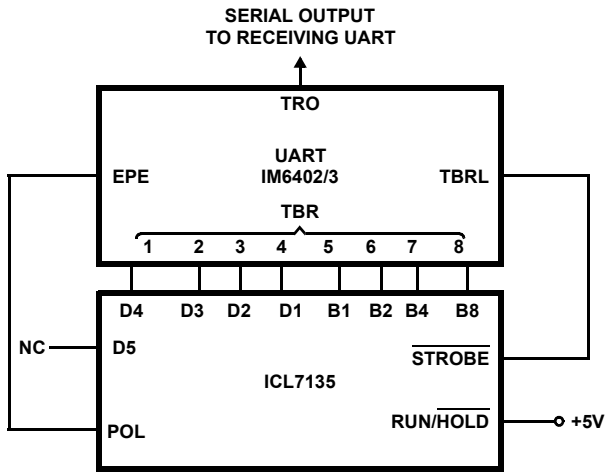 SERIAL OUTPUT
TO RECEIVING UART
TRO
UART
EPE IM6402/3 TBRL
TBR
1 2 3 4 5 6 7 8
D4 D3 D2 D1 B1 B2 B4 B8
NC D5
STROBE
ICL7135
RUN/HOLD +5V
POL